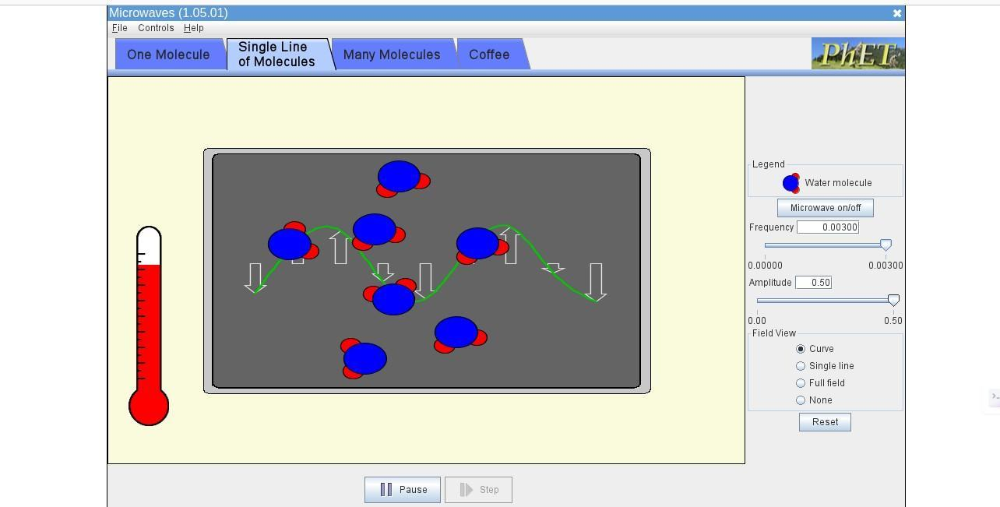 Microwaves (1.05.01)
File Controls Help
One Molecule
Single Line
of Molecules
Many Molecules
Coffee
PhET
Legend
Water molecule
Microwave on/off
Frequency 0.00300
0.00000 0.00300
Amplitude 0.50
0.00 0.50
Field View
Curve
Single line
Full field
None
Reset
Pause
Step